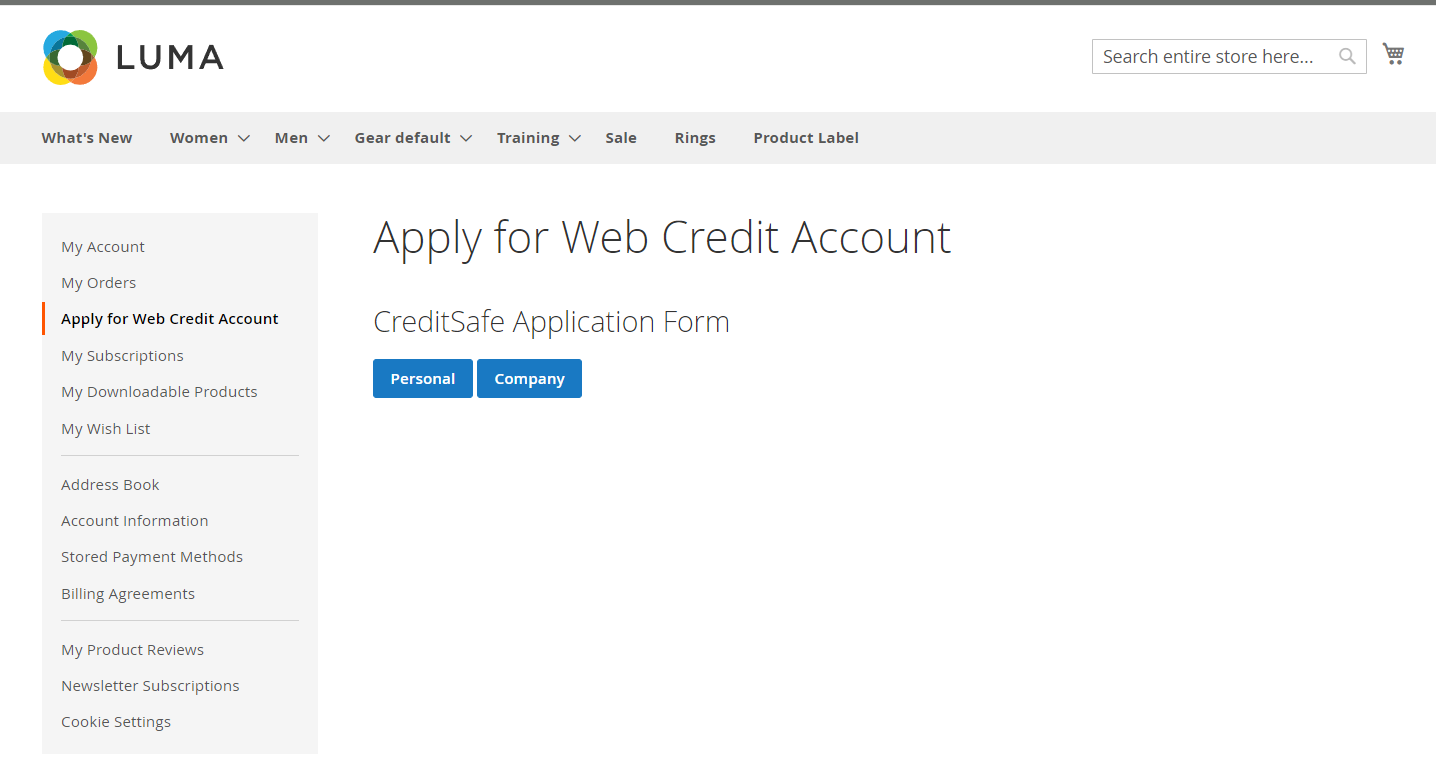 LUMA
Search entire store here...
What's New Women Men Gear default Training Sale Rings Product Label
My Account
My Orders
Apply for Web Credit Account
My Subscriptions
My Downloadable Products
My Wish List
Address Book
Account Information
Stored Payment Methods
Billing Agreements
My Product Reviews
Newsletter Subscriptions
Cookie Settings
Apply for Web Credit Account
CreditSafe Application Form
Personal Company